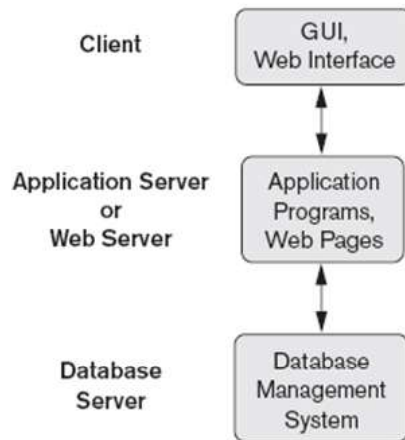 Client
GUI,
Web Interface
Application Server
or
Web Server
Application
Programs,
Web Pages
Database
Server
Database
Management
System